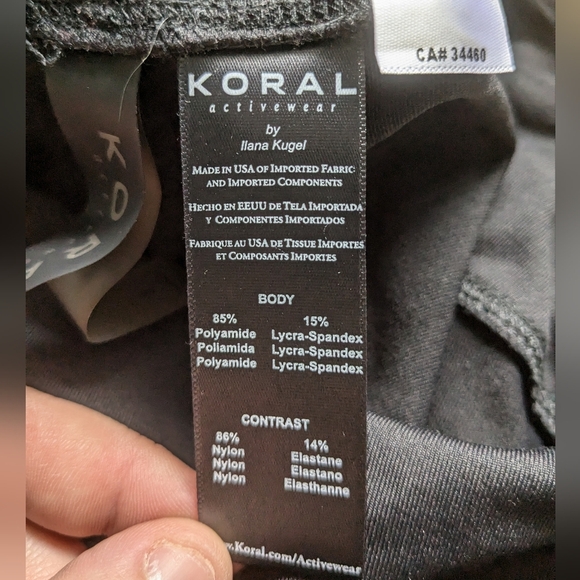 CA# 34460
KORAL
activewear
by
Ilana Kugel
MADE IN USA OF IMPORTED FABRIC
AND IMPORTED COMPONENTS
HECHO EN EEUU DE TELA IMPORTADA
Y COMPONENTES IMPORTADOS
FABRIQUE AU USA DE TISSUE IMPORTES
ET COMPOSANTS IMPORTES
BODY
85% 15%
Polyamide Lycra-Spandex
Poliamida Lycra-Spandex
Polyamide Lycra-Spandex
CONTRAST
86% 14%
Nylon Elastane
Nylon Elastano
Nylon Elasthanne
www.Koral.com/Activewear
KOR